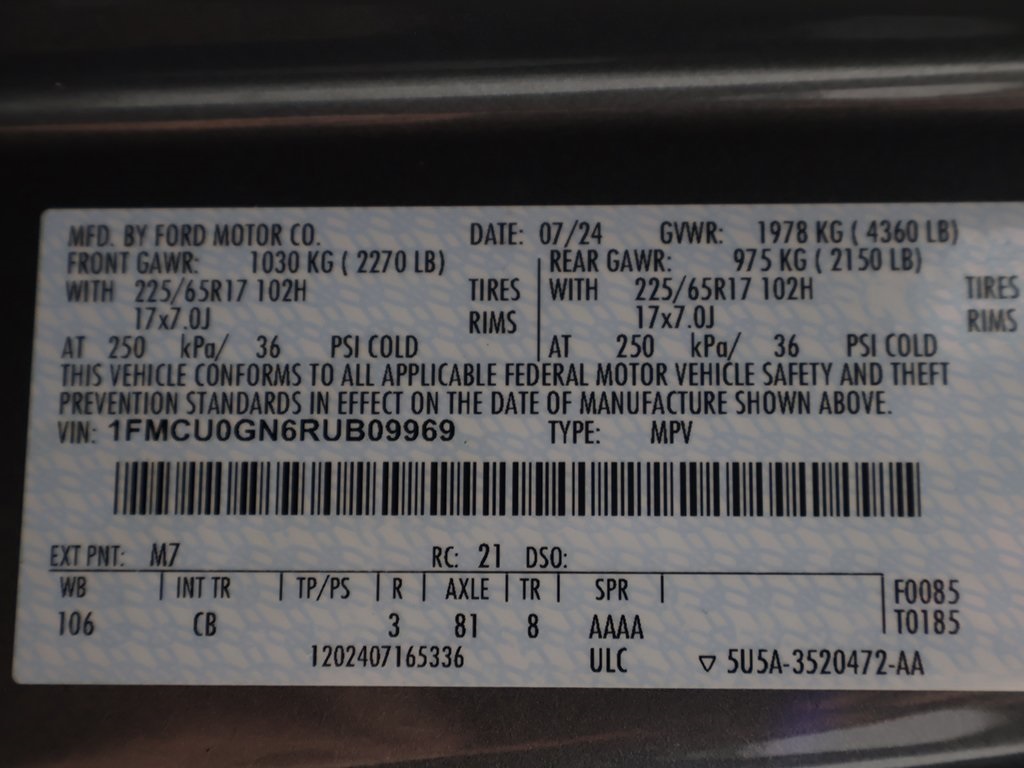 MFD. BY FORD MOTOR CO. DATE: 07/24 GVWR: 1978 KG ( 4360 LB)
FRONT GAWR: 1030 KG ( 2270 LB) REAR GAWR: 975 KG ( 2150 LB)
WITH 225/65R17 102H TIRES WITH 225/65R17 102H TIRES
17x7.0J RIMS 17x7.0J RIMS
AT 250 kPa/ 36 PSI COLD AT 250 kPa/ 36 PSI COLD
THIS VEHICLE CONFORMS TO ALL APPLICABLE FEDERAL MOTOR VEHICLE SAFETY AND THEFT
PREVENTION STANDARDS IN EFFECT ON THE DATE OF MANUFACTURE SHOWN ABOVE.
VIN: 1FMCU0GN6RUB09969 TYPE: MPV
EXT PNT: M7 RC: 21 DSO:
WB INT TR TP/PS R AXLE TR SPR F0085
106 CB 3 81 8 AAAA T0185
1202407165336 ULC ▽ 5U5A-3520472-AA